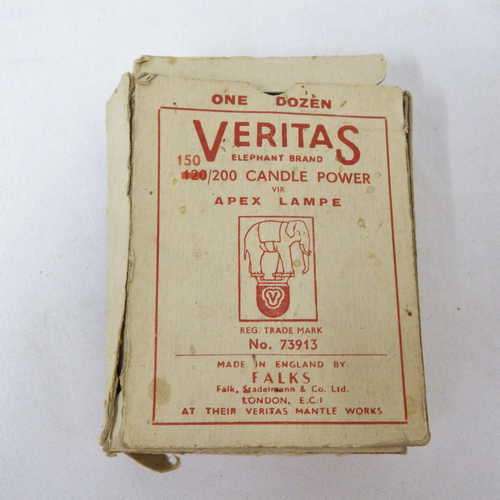 ONE DOZEN
VERITAS
ELEPHANT BRAND
150
120/200 CANDLE POWER
VIR
APEX LAMPE
REG. TRADE MARK
No. 73913
MADE IN ENGLAND BY
FALKS
Falk, Stadelmann & Co. Ltd.
LONDON, E.C.1
AT THEIR VERITAS MANTLE WORKS